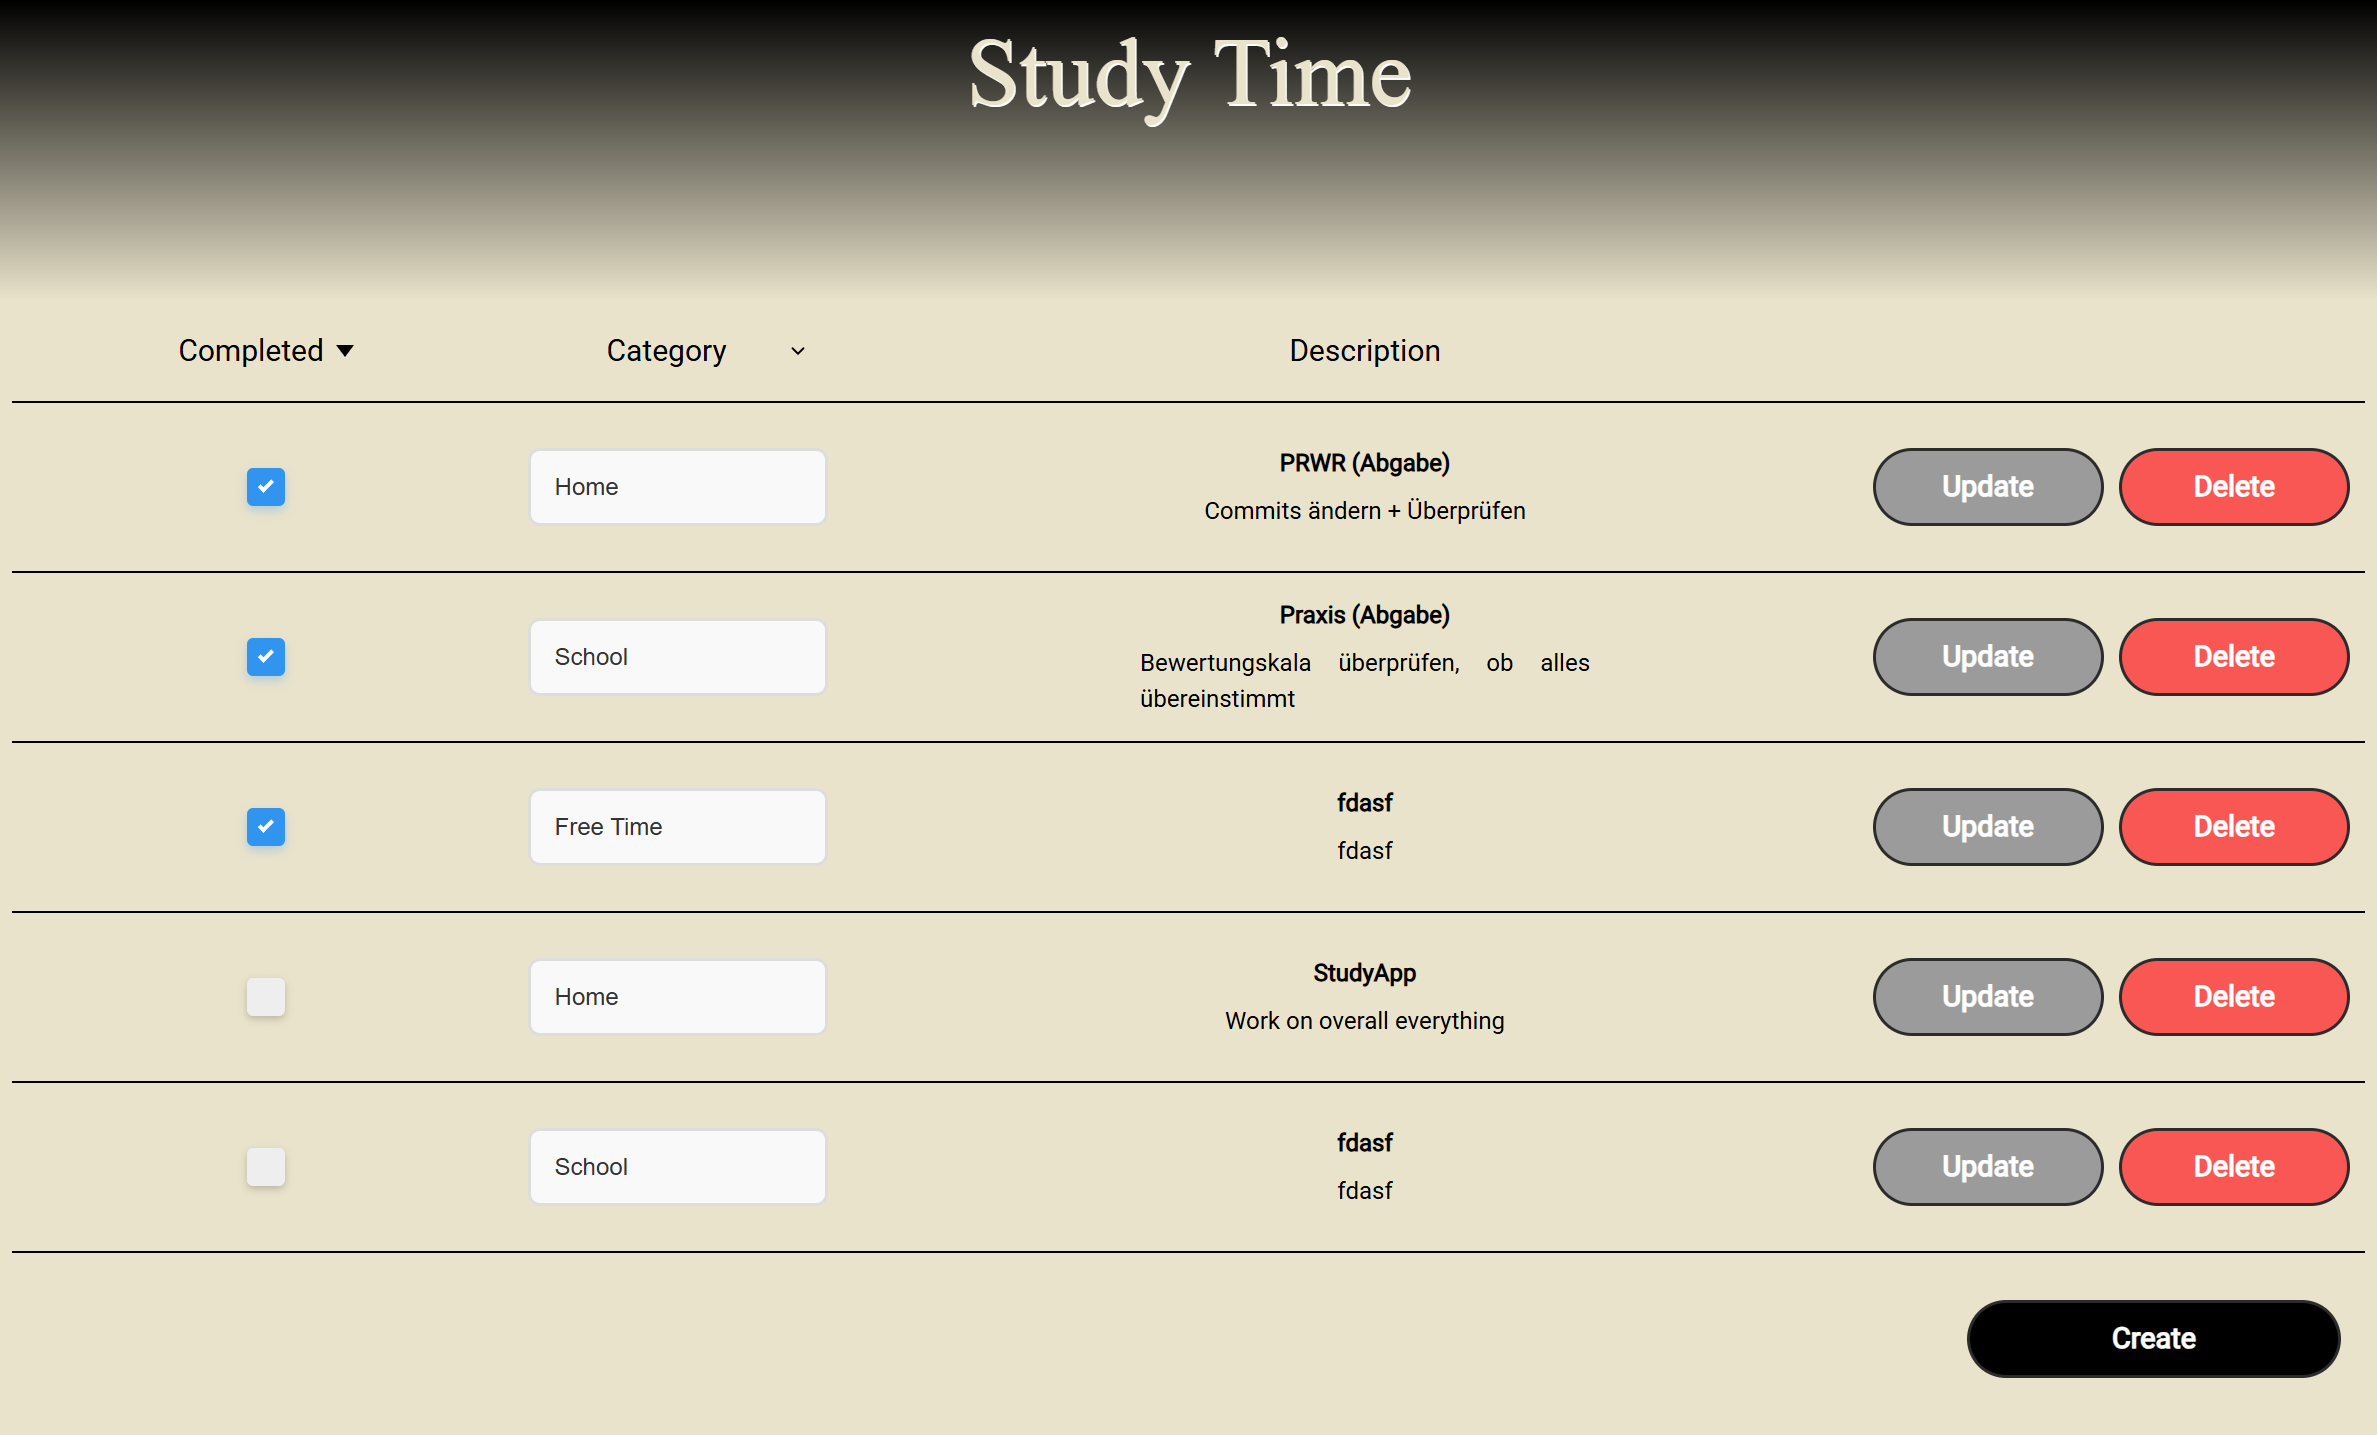 Study Time
Completed Category Description
Home PRWR (Abgabe) Update Delete
Commits ändern + Überprüfen
School Praxis (Abgabe) Update Delete
Bewertungskala überprüfen, ob alles
übereinstimmt
Free Time fdasf Update Delete
fdasf
Home StudyApp Update Delete
Work on overall everything
School fdasf Update Delete
fdasf
Create